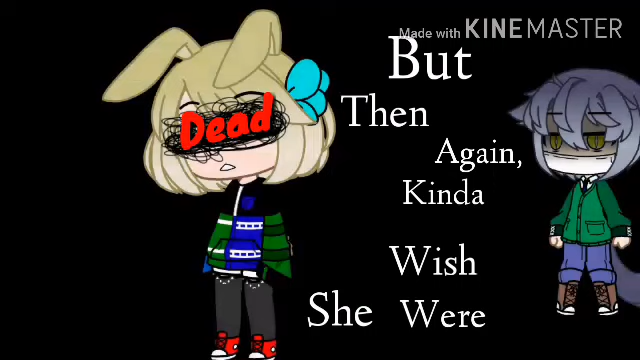 Made with KINEMASTER
But
Then
Again,
Kinda
Wish
She Were
Dead